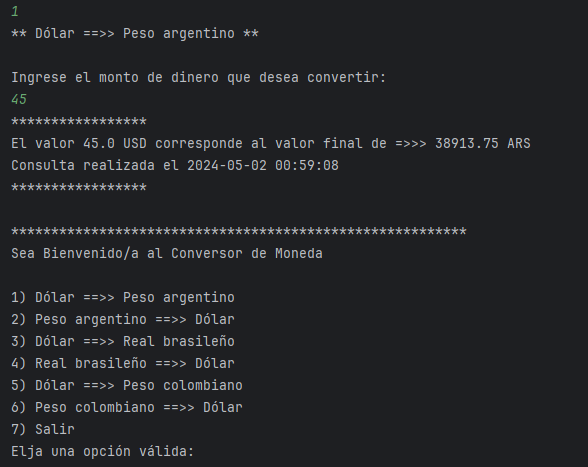 1
** Dólar ==>> Peso argentino **
Ingrese el monto de dinero que desea convertir:
45
*****************
El valor 45.0 USD corresponde al valor final de =>>> 38913.75 ARS
Consulta realizada el 2024-05-02 00:59:08
*****************
*********************************************************
Sea Bienvenido/a al Conversor de Moneda
1) Dólar ==>> Peso argentino
2) Peso argentino ==>> Dólar
3) Dólar ==>> Real brasileño
4) Real brasileño ==>> Dólar
5) Dólar ==>> Peso colombiano
6) Peso colombiano ==>> Dólar
7) Salir
Elja una opción válida: